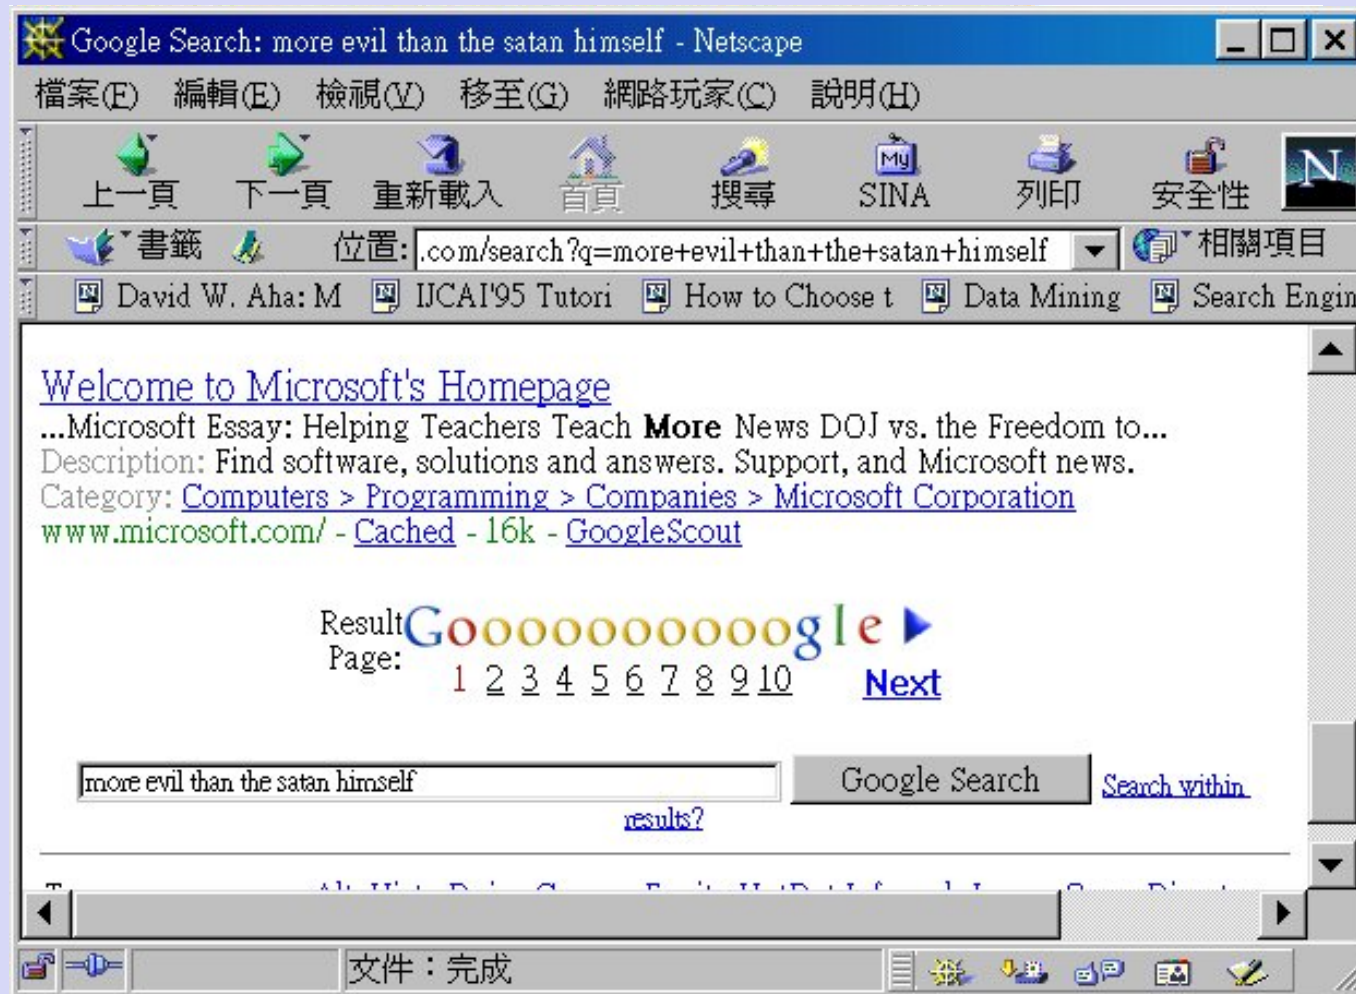 Google Search: more evil than the satan himself - Netscape
檔案(F) 編輯(E) 檢視(V) 移至(G) 網路玩家(C) 說明(H)
上一頁 下一頁 重新載入 首頁 搜尋 My SINA 列印 安全性 N
書籤 位置: .com/search?q=more+evil+than+the+satan+himself 相關項目
David W. Aha: M IJCAI'95 Tutori How to Choose t Data Mining Search Engin
Welcome to Microsoft's Homepage
...Microsoft Essay: Helping Teachers Teach More News DOJ vs. the Freedom to...
Description: Find software, solutions and answers. Support, and Microsoft news.
Category: Computers > Programming > Companies > Microsoft Corporation
www.microsoft.com/ - Cached - 16k - GoogleScout
Result Goooooooooogle
Page: 1 2 3 4 5 6 7 8 9 10 Next
more evil than the satan himself Google Search Search within
results?
文件：完成